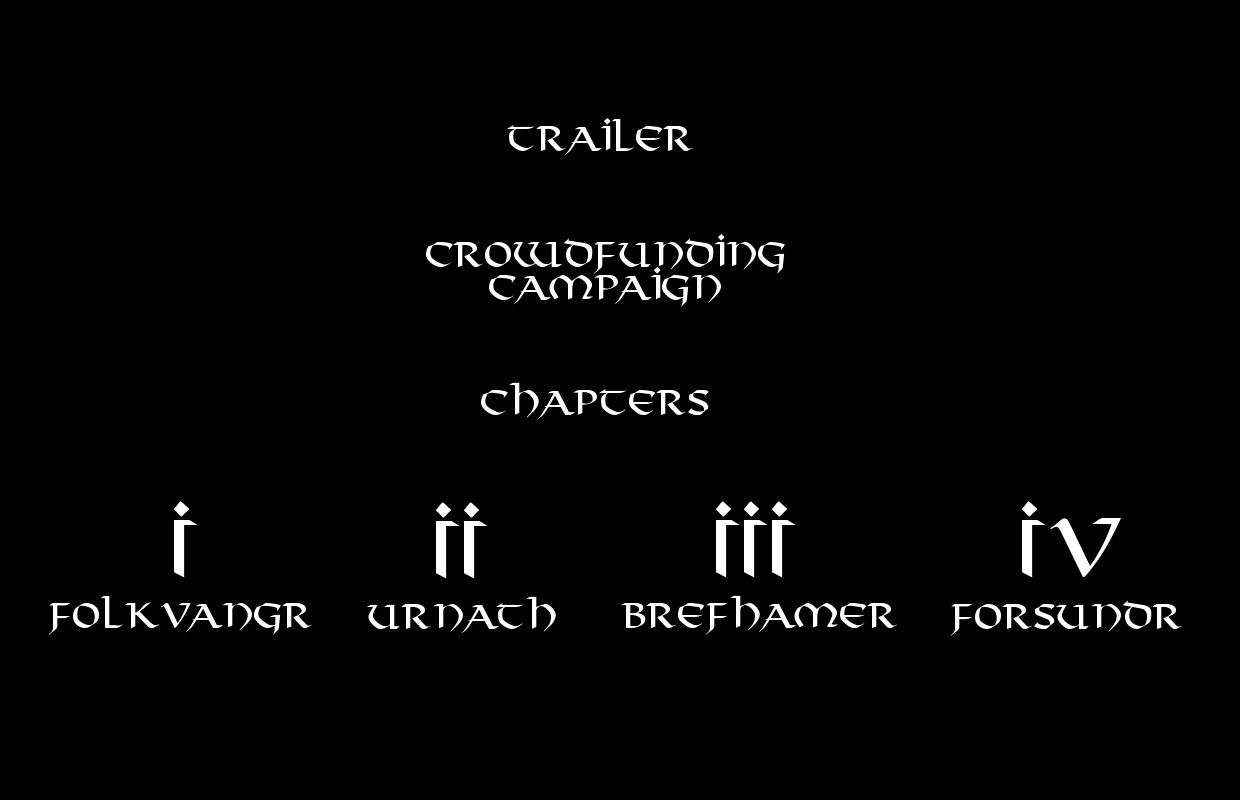 TRAILER
CROWDFUNDING
CAMPAIGN
CHAPTERS
i ii iii iv
FOLKVANGR URNATH BREFHAMER FORSUNDR